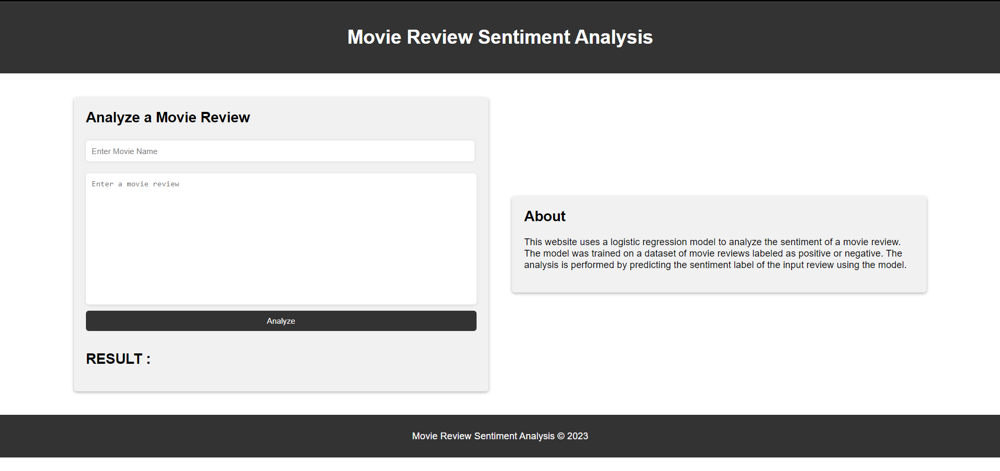 Movie Review Sentiment Analysis
Analyze a Movie Review
Enter Movie Name
Enter a movie review
Analyze
RESULT :
About
This website uses a logistic regression model to analyze the sentiment of a movie review.
The model was trained on a dataset of movie reviews labeled as positive or negative. The
analysis is performed by predicting the sentiment label of the input review using the model.
Movie Review Sentiment Analysis © 2023